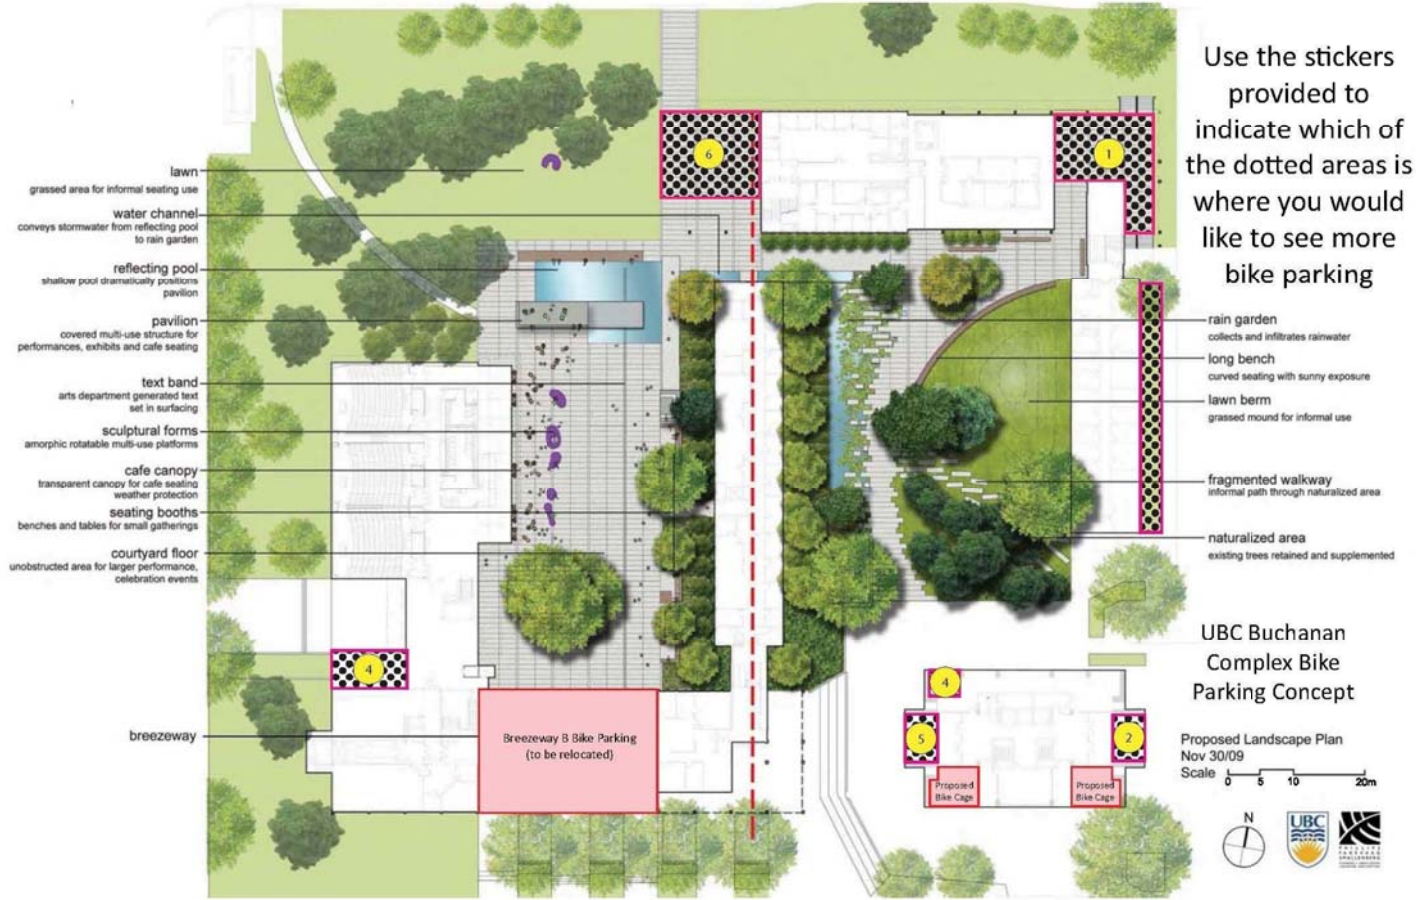 Use the stickers
provided to
indicate which of
the dotted areas is
where you would
like to see more
bike parking
6
1
lawn
grassed area for informal seating use
water channel
conveys stormwater from reflecting pool
to rain garden
reflecting pool
shallow pool dramatically positions
pavilion
pavilion
covered multi-use structure for
performances, exhibits and cafe seating
text band
arts department generated text
set in surfacing
sculptural forms
amorphic rotatable multi-use platforms
cafe canopy
transparent canopy for cafe seating
weather protection
seating booths
benches and tables for small gatherings
courtyard floor
unobstructed area for larger performance,
celebration events
4
breezeway
Breezeway B Bike Parking
(to be relocated)
rain garden
collects and infiltrates rainwater
long bench
curved seating with sunny exposure
lawn berm
grassed mound for informal use
fragmented walkway
informal path through naturalized area
naturalized area
existing trees retained and supplemented
4
5
2
Proposed
Bike Cage
Proposed
Bike Cage
UBC Buchanan
Complex Bike
Parking Concept
Proposed Landscape Plan
Nov 30/09
Scale
0 5 10 20m
N
UBC